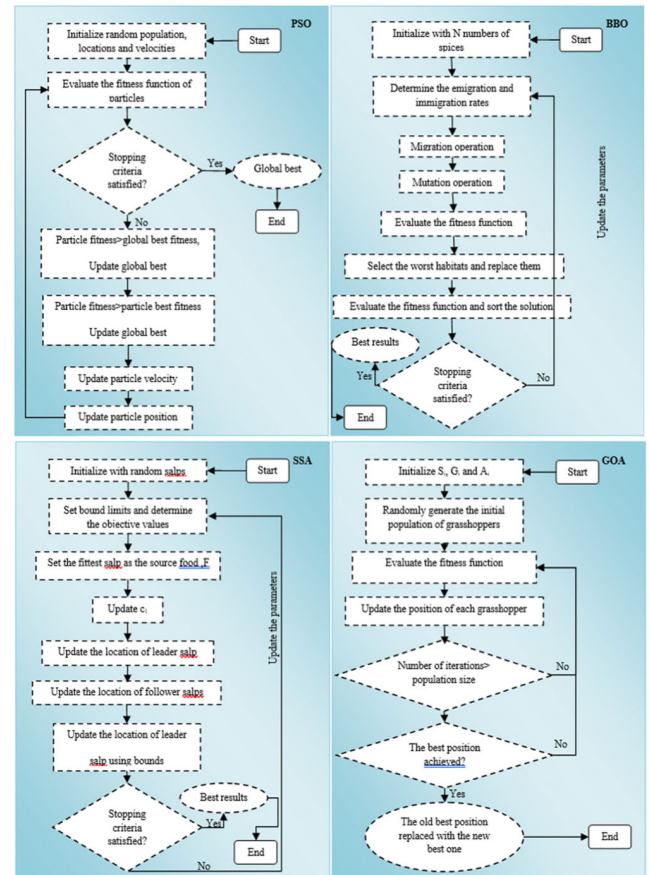 PSO
Start
Initialize random population,
locations and velocities
Evaluate the fitness function of
particles
Stopping
criteria
satisfied?
Yes
Global best
End
No
Particle fitness>global best fitness,
Update global best
Particle fitness>particle best fitness
Update global best
Update particle velocity
Update particle position
BBO
Start
Initialize with N numbers of
spices
Determine the emigration and
immigration rates
Migration operation
Mutation operation
Evaluate the fitness function
Select the worst habitats and replace them
Evaluate the fitness function and sort the solution
Update the parameters
Best results
Yes
Stopping
criteria
satisfied?
No
End
SSA
Start
Initialize with random salps
Set bound limits and determine
the objective values
Set the fittest salp as the source food ,F
Update c₁
Update the location of leader salp
Update the location of follower salps
Update the location of leader
salp using bounds
Update the parameters
Stopping
criteria
satisfied?
Yes
Best results
End
No
GOA
Start
Initialize Sᵢ, Gᵢ and Aᵢ
Randomly generate the initial
population of grasshoppers
Evaluate the fitness function
Update the position of each grasshopper
Number of iterations>
population size
No
The best position
achieved?
No
Yes
The old best position
replaced with the new
best one
End